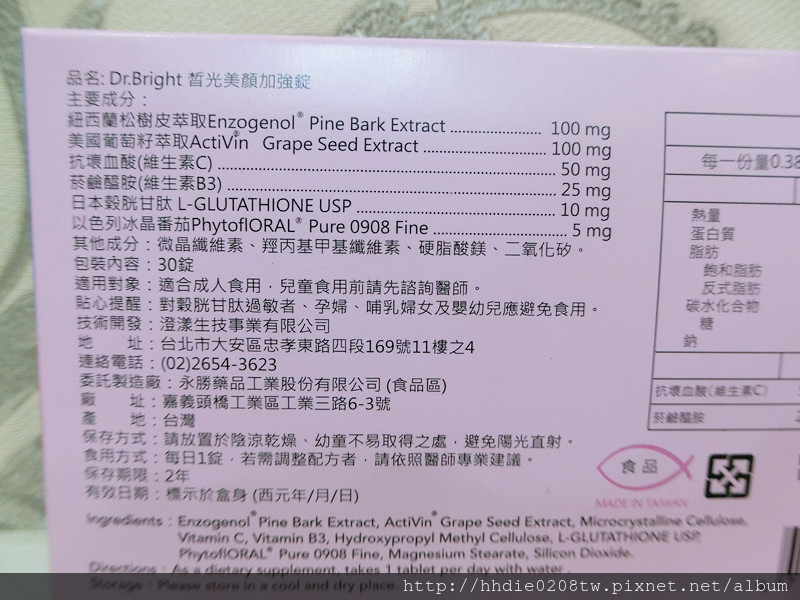 品名: Dr.Bright 皙光美顏加強錠
主要成分：
紐西蘭松樹皮萃取Enzogenol® Pine Bark Extract ........................ 100 mg
美國葡萄籽萃取ActiVin® Grape Seed Extract ................................ 100 mg
抗壞血酸(維生素C) ........................................................................ 50 mg
菸鹼醯胺(維生素B3) ..................................................................... 25 mg
日本穀胱甘肽 L-GLUTATHIONE USP ............................................. 10 mg
以色列冰晶番茄PhytoflORAL® Pure 0908 Fine ............................. 5 mg
其他成分：微晶纖維素、羥丙基甲基纖維素、硬脂酸鎂、二氧化矽。
包裝內容：30錠
適用對象：適合成人食用，兒童食用前請先諮詢醫師。
貼心提醒：對穀胱甘肽過敏者、孕婦、哺乳婦女及嬰幼兒應避免食用。
技術開發：澄漾生技事業有限公司
地　　址：台北市大安區忠孝東路四段169號11樓之4
連絡電話：(02)2654-3623
委託製造廠：永勝藥品工業股份有限公司 (食品區)
廠　　址：嘉義頭橋工業區工業三路6-3號
產　　地：台灣
保存方式：請放置於陰涼乾燥、幼童不易取得之處，避免陽光直射。
食用方式：每日1錠，若需調整配方者，請依照醫師專業建議。
保存期限：2年
有效日期：標示於盒身 (西元年/月/日)
Ingredients : Enzogenol® Pine Bark Extract, ActiVin® Grape Seed Extract, Microcrystalline Cellulose,
Vitamin C, Vitamin B3, Hydroxypropyl Methyl Cellulose, L-GLUTATHIONE USP,
PhytoflORAL® Pure 0908 Fine, Magnesium Stearate, Silicon Dioxide.
Directions : As a dietary supplement, takes 1 tablet per day with water .
Storage : Please store in a cool and dry place.
每一份量0.38
熱量
蛋白質
脂肪
飽和脂肪
反式脂肪
碳水化合物
糖
鈉
抗壞血酸(維生素C)
菸鹼醯胺
食品
MADE IN TAIWAN
http://hhdie0208tw.pixnet.net/album